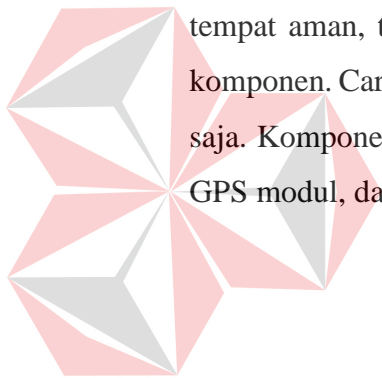 tempat aman, t
komponen. Car
saja. Kompone
GPS modul, da